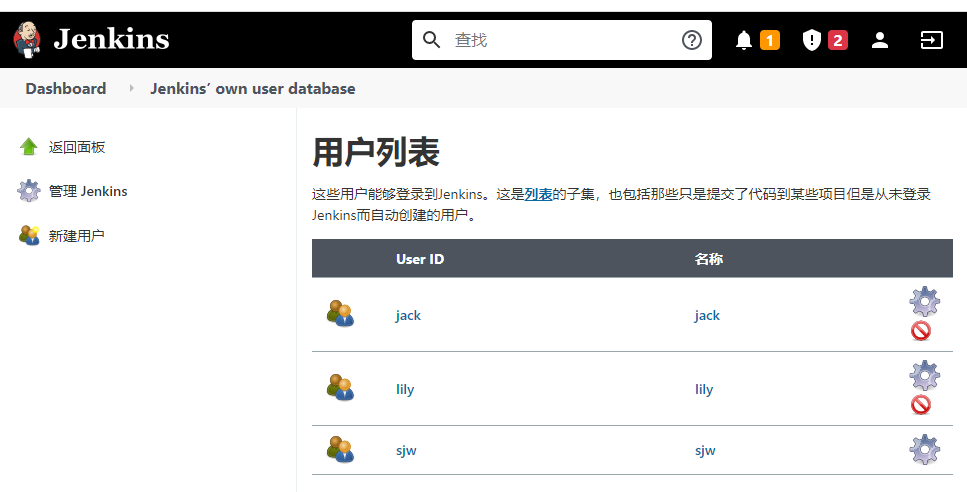 Jenkins
查找
1
2
Dashboard
Jenkins' own user database
返回面板
管理 Jenkins
新建用户
用户列表
这些用户能够登录到Jenkins。这是列表的子集，也包括那些只是提交了代码到某些项目但是从未登录
Jenkins而自动创建的用户。
User ID 名称
jack jack
lily lily
sjw sjw